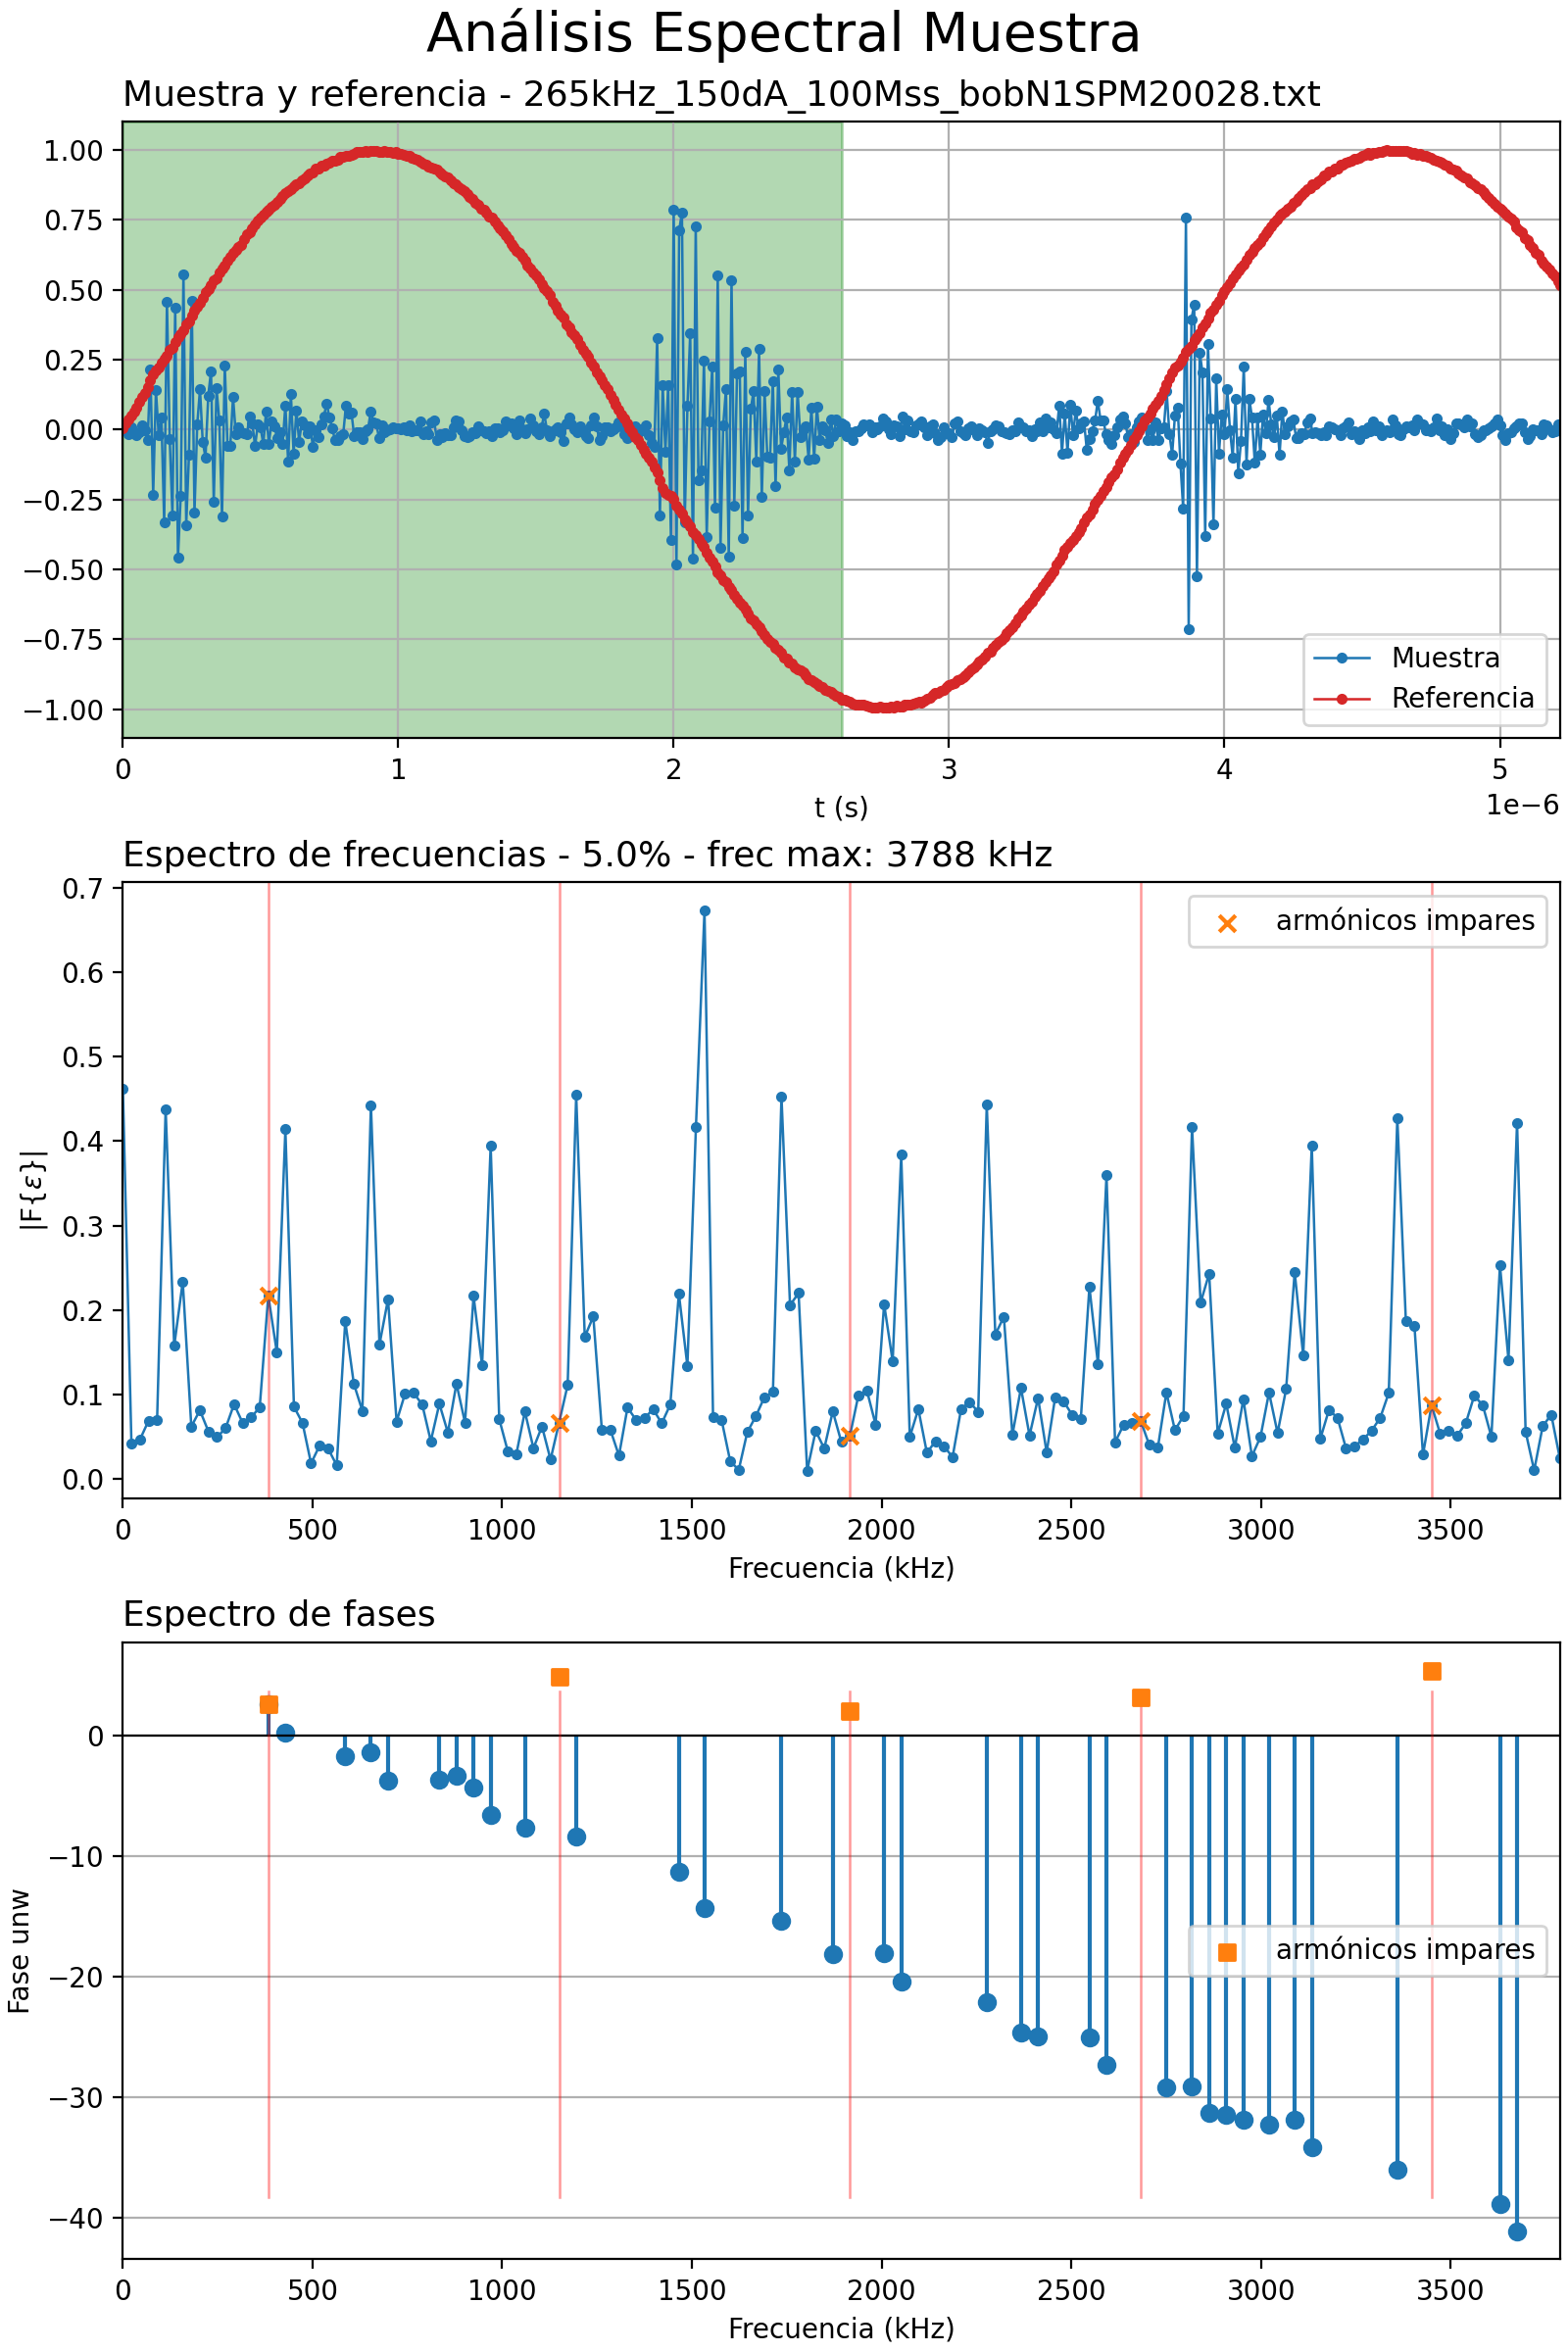 Análisis Espectral Muestra
Muestra y referencia - 265kHz_150dA_100Mss_bobN1SPM20028.txt
1.00
0.75
0.50
0.25
0.00
−0.25
−0.50
−0.75
−1.00
Muestra
Referencia
0 1 2 3 4 5
t (s)
1e−6
Espectro de frecuencias - 5.0% - frec max: 3788 kHz
0.7
0.6
0.5
0.4
0.3
0.2
0.1
0.0
|F{ε}|
armónicos impares
0 500 1000 1500 2000 2500 3000 3500
Frecuencia (kHz)
Espectro de fases
0
−10
−20
−30
−40
Fase unw
armónicos impares
0 500 1000 1500 2000 2500 3000 3500
Frecuencia (kHz)